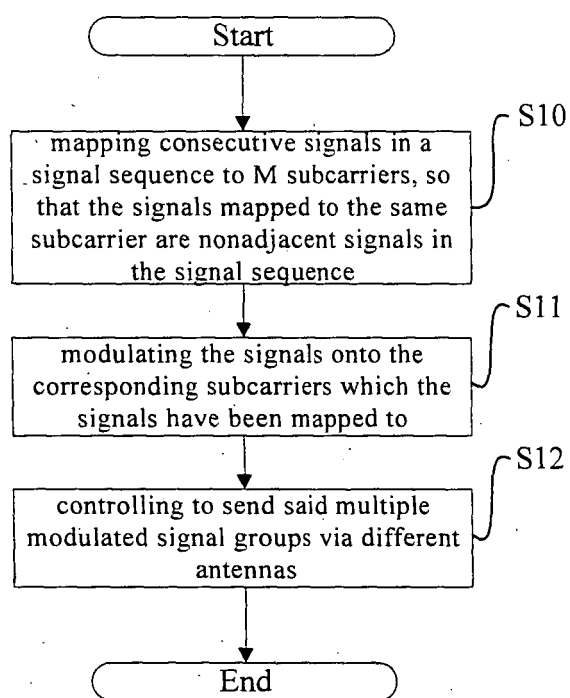 Start
S10
mapping consecutive signals in a
signal sequence to M subcarriers, so
that the signals mapped to the same
subcarrier are nonadjacent signals in
the signal sequence
S11
modulating the signals onto the
corresponding subcarriers which the
signals have been mapped to
S12
controlling to send said multiple
modulated signal groups via different
antennas
End